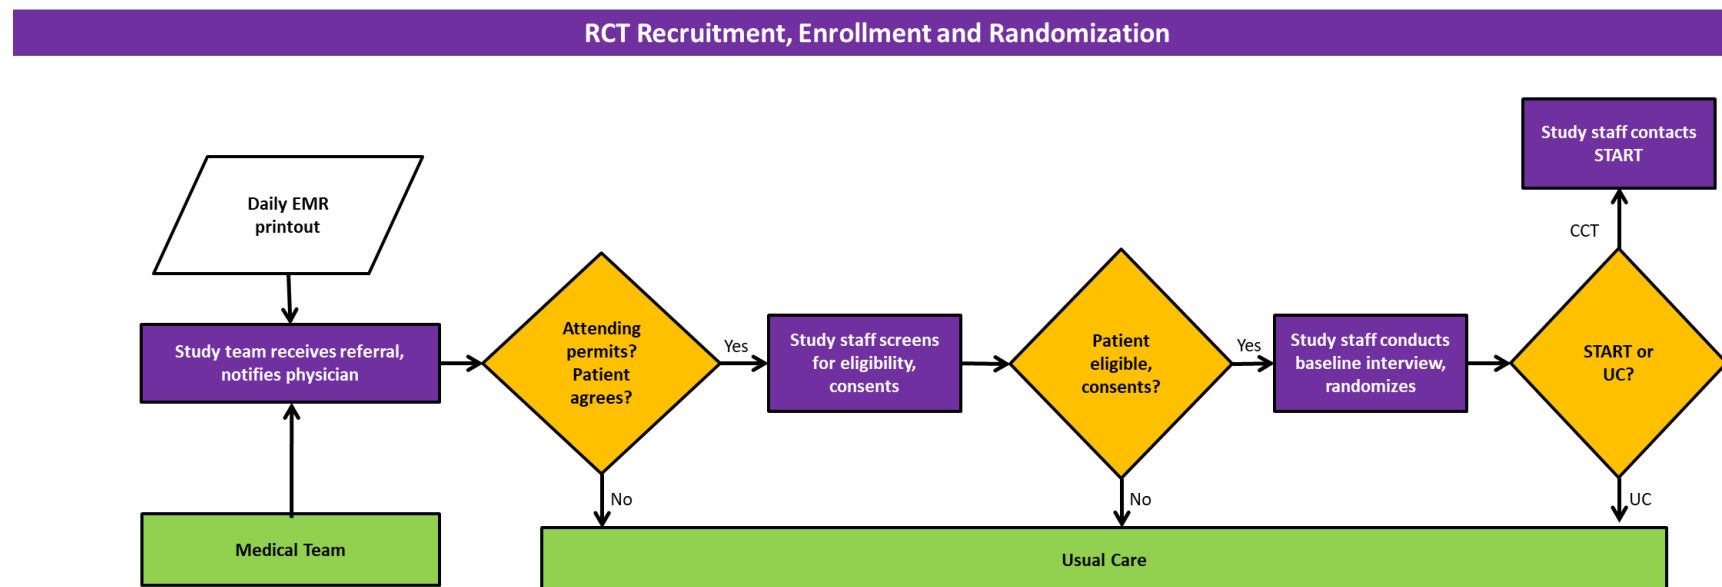 RCT Recruitment, Enrollment and Randomization
Study staff contacts
START
Daily EMR
printout
CCT
Study team receives referral,
notifies physician
Attending
permits?
Patient
agrees?
Yes
Study staff screens
for eligibility,
consents
Patient
eligible,
consents?
Yes
Study staff conducts
baseline interview,
randomizes
START or
UC?
No
No
UC
Medical Team
Usual Care